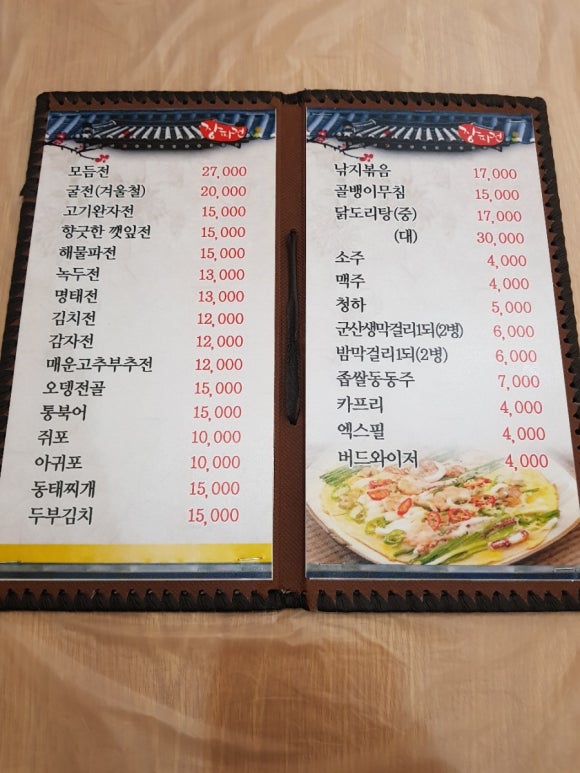 모듬전 27,000
굴전(겨울철) 20,000
고기완자전 15,000
향긋한 깻잎전 15,000
해물파전 15,000
녹두전 13,000
명태전 13,000
김치전 12,000
감자전 12,000
매운고추부추전 12,000
오뎅전골 15,000
통북어 15,000
쥐포 10,000
아귀포 10,000
동태찌개 15,000
두부김치 15,000
낙지볶음 17,000
골뱅이무침 15,000
닭도리탕(중) 17,000
(대) 30,000
소주 4,000
맥주 4,000
청하 5,000
군산생막걸리1되(2병) 6,000
밤막걸리1되(2병) 6,000
좁쌀동동주 7,000
카프리 4,000
엑스필 4,000
버드와이저 4,000